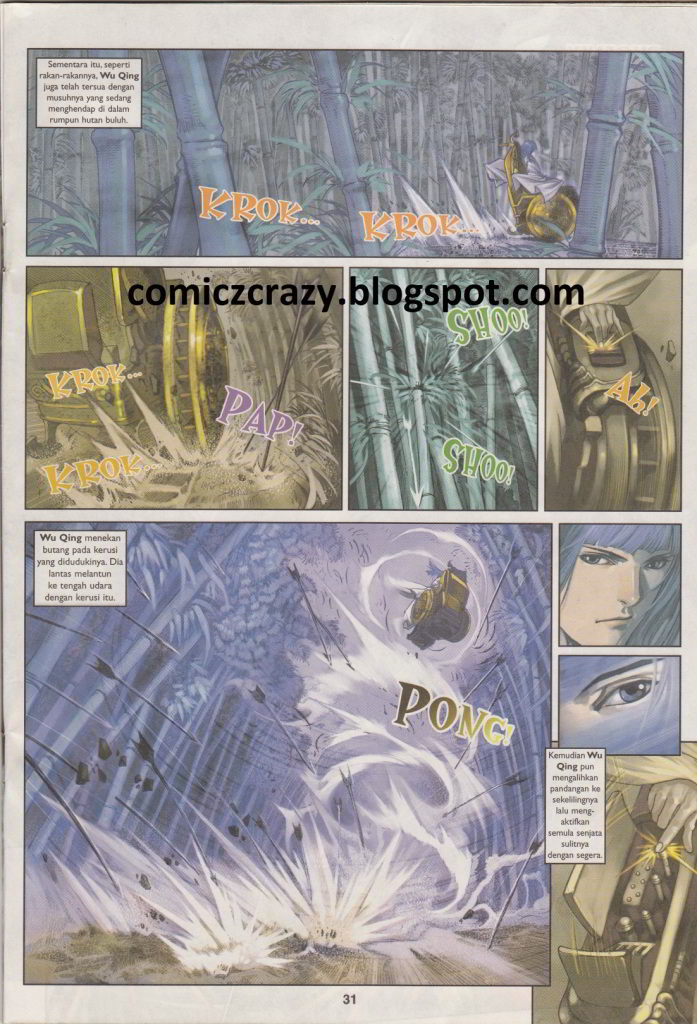 Sementara itu, seperti
rakan-rakannya, Wu Qing
juga telah tersua dengan
musuhnya yang sedang
menghendap di dalam
rumpun hutan buluh.
KROK...
KROK...
comiczcrazy.blogspot.com
KROK...
PAP!
KROK...
SHOO!
SHOO!
Ah!
Wu Qing menekan
butang pada kerusi
yang didudukinya. Dia
lantas melantun
ke tengah udara
dengan kerusi itu.
PONG!
Kemudian Wu
Qing pun
mengalihkan
pandangan ke
sekelilingnya
lalu meng-
aktifkan
semula senjata
sulitnya
dengan segera.
31